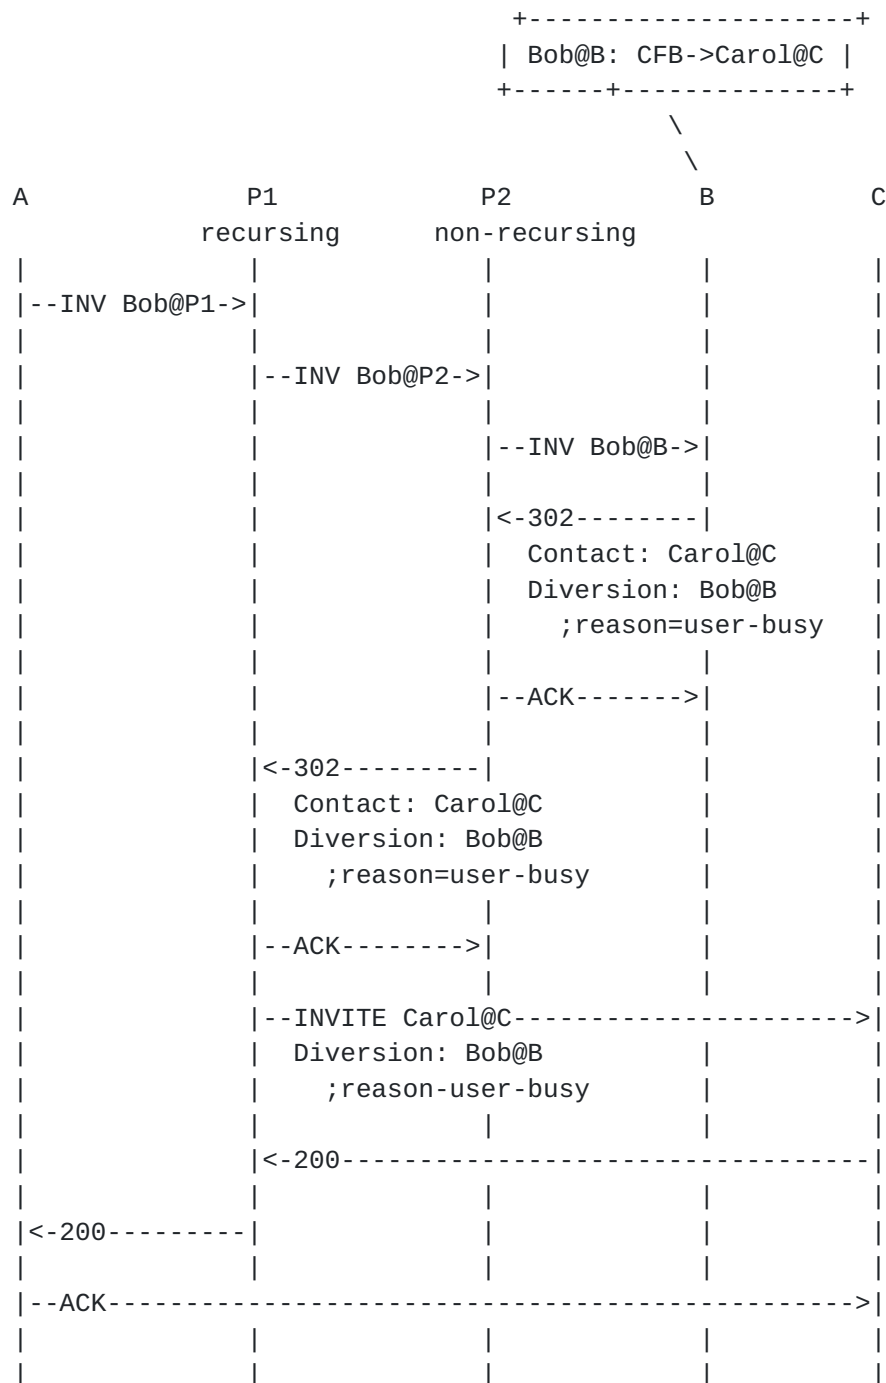 +----------------------+
| Bob@B: CFB->Carol@C |
+------+--------------+
\
\
A P1 P2 B C
recursing non-recursing
| | | | |
|--INV Bob@P1->| | | |
| | | | |
| |--INV Bob@P2->| | |
| | | | |
| | |--INV Bob@B->| |
| | | | |
| | |<-302--------| |
| | | Contact: Carol@C |
| | | Diversion: Bob@B |
| | | ;reason=user-busy |
| | | | |
| | |--ACK------->| |
| | | | |
| |<-302---------| | |
| | Contact: Carol@C | |
| | Diversion: Bob@B | |
| | ;reason=user-busy | |
| | | | |
| |--ACK-------->| | |
| | | | |
| |--INVITE Carol@C---------------------->|
| | Diversion: Bob@B | |
| | ;reason-user-busy | |
| | | | |
| |<-200----------------------------------|
| | | | |
|<-200---------| | | |
| | | | |
|--ACK------------------------------------------------>|
| | | | |
| | | | |